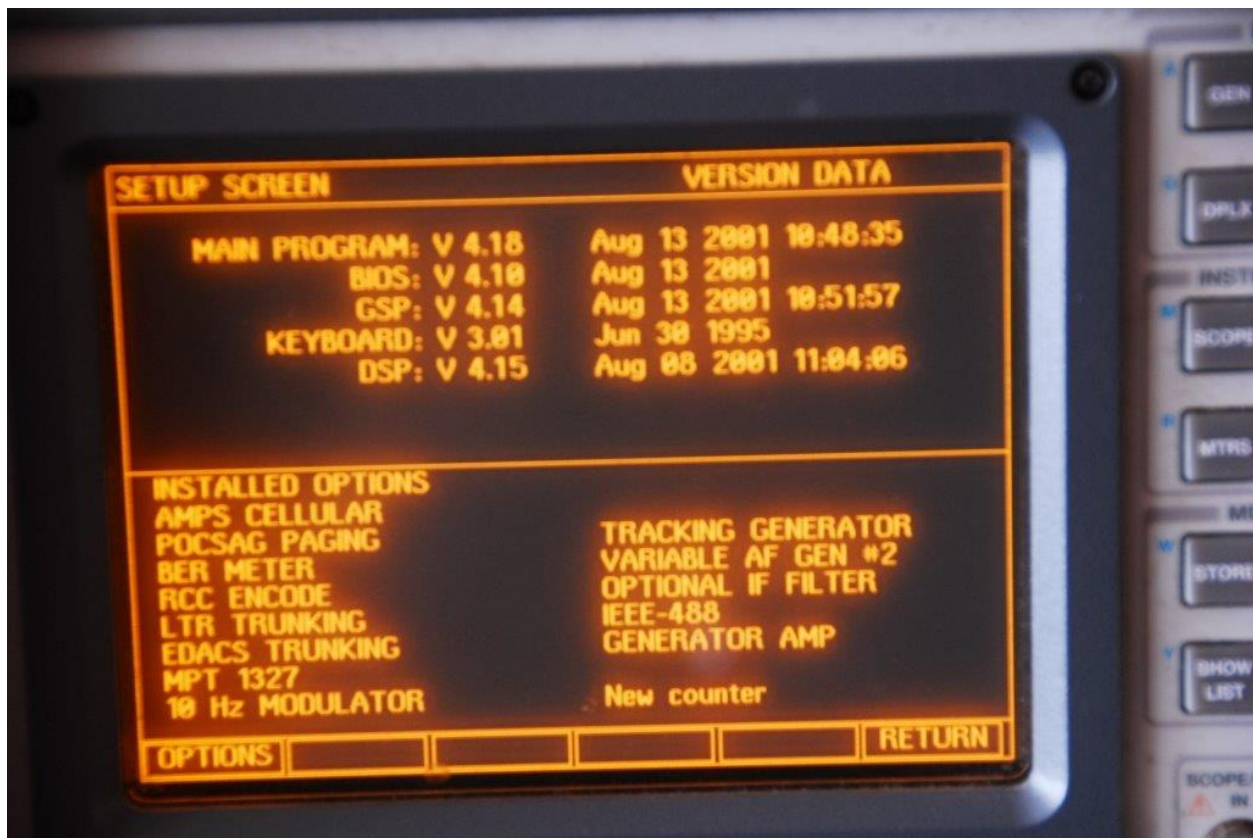 SETUP SCREEN VERSION DATA
MAIN PROGRAM: V 4.18 Aug 13 2001 10:48:35
BIOS: V 4.10 Aug 13 2001
GSP: V 4.14 Aug 13 2001 10:51:57
KEYBOARD: V 3.01 Jun 30 1995
DSP: V 4.15 Aug 08 2001 11:04:06
INSTALLED OPTIONS
AMPS CELLULAR
POCSAG PAGING
BER METER
RCC ENCODE
LTR TRUNKING
EDACS TRUNKING
MPT 1327
10 Hz MODULATOR
TRACKING GENERATOR
VARIABLE AF GEN #2
OPTIONAL IF FILTER
IEEE-488
GENERATOR AMP
New counter
OPTIONS RETURN
GEN
SCOPE
MTRS
STORE
SHOW
LIST
SCOPE
IN